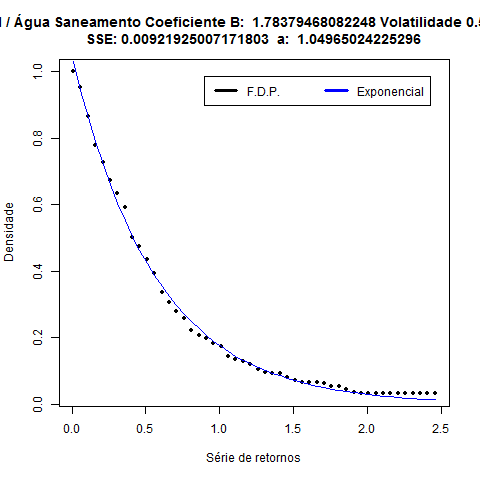 / Água Saneamento Coeficiente B: 1.78379468082248 Volatilidade 0.5
SSE: 0.00921925007171803 a: 1.04965024225296
F.D.P.
Exponencial
Densidade
1.0
0.8
0.6
0.4
0.2
0.0
0.0
0.5
1.0
1.5
2.0
2.5
Série de retornos